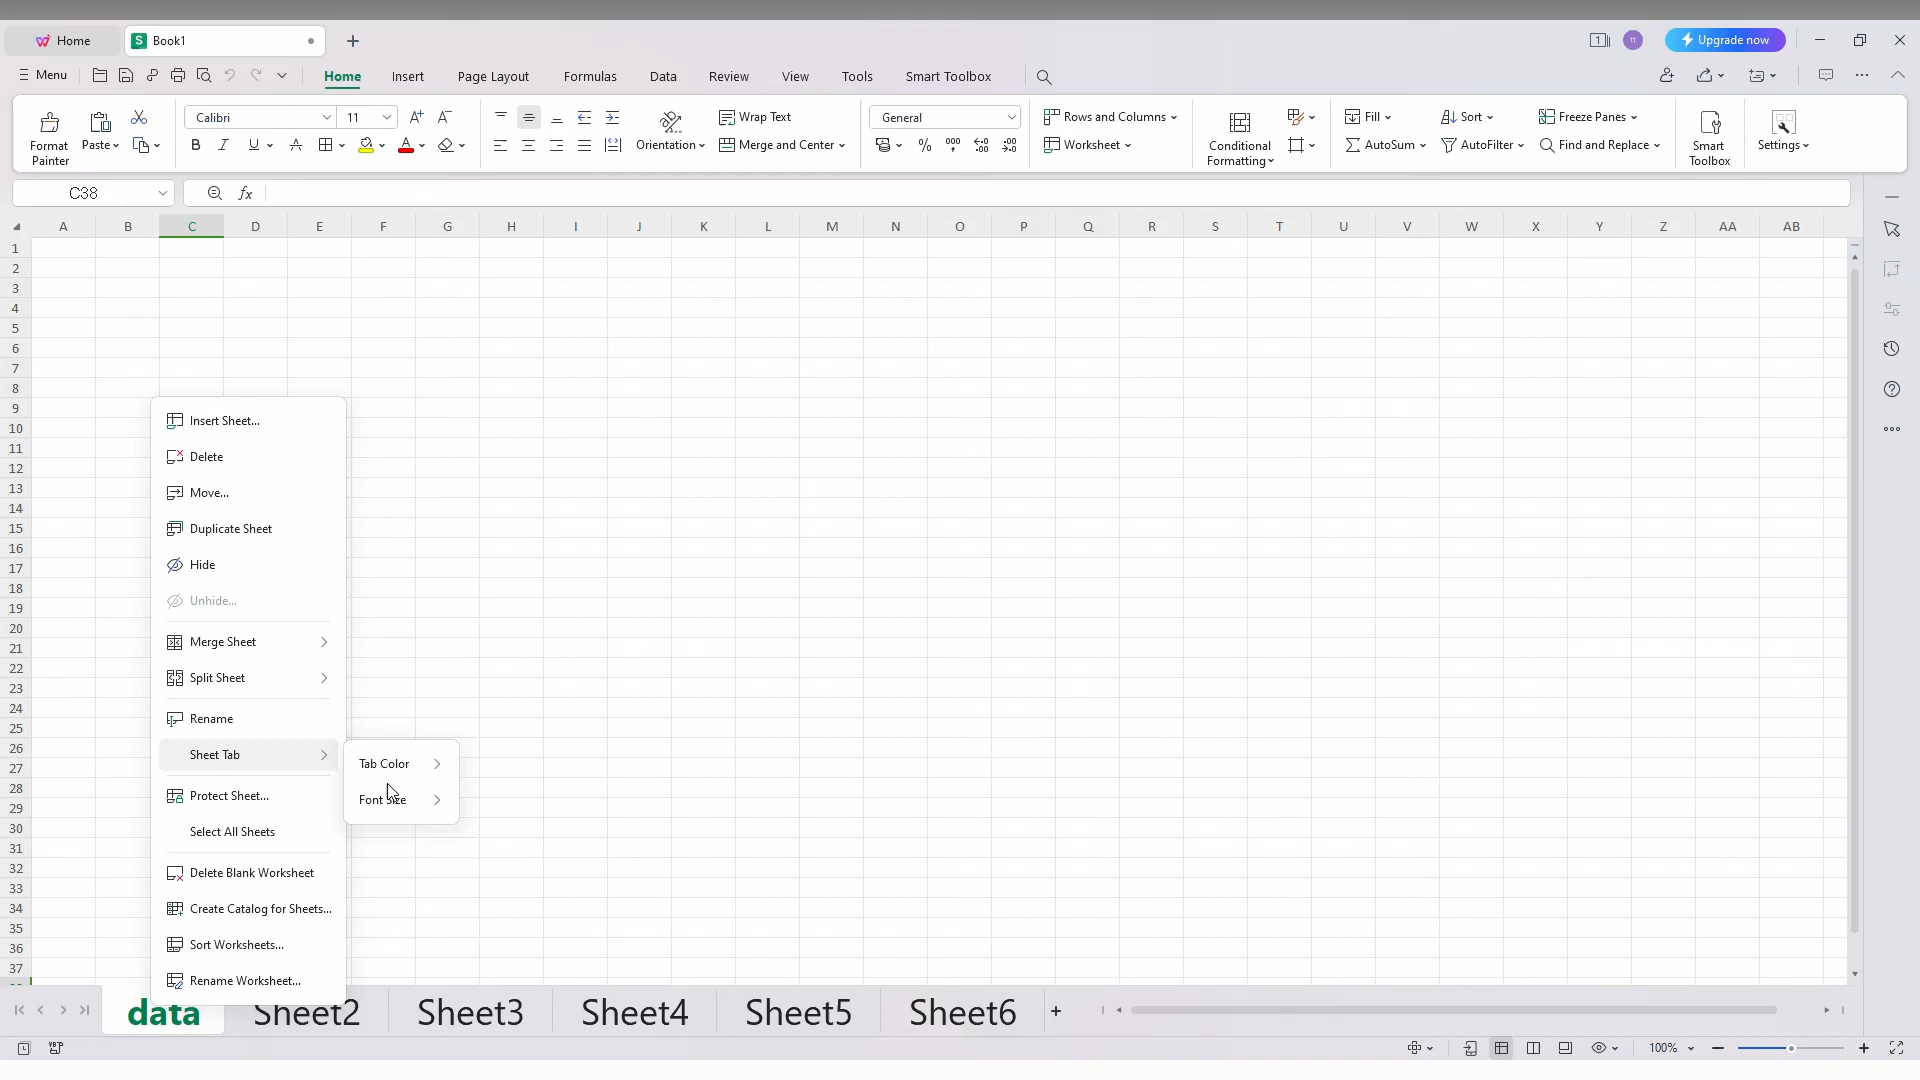 Home
Book1
1
Upgrade now
Menu
Home
Insert
Page Layout
Formulas
Data
Review
View
Tools
Smart Toolbox
Format Painter
Paste
Calibri
11
A+
A-
B
I
U
A
A
Orientation
Wrap Text
Merge and Center
General
%
Rows and Columns
Worksheet
Conditional Formatting
Fill
AutoSum
Sort
AutoFilter
Freeze Panes
Find and Replace
Smart Toolbox
Settings
C38
fx
A B C D E F G H I J K L M N O P Q R S T U V W X Y Z AA AB
1
2
3
4
5
6
7
8
9
10
11
12
13
14
15
16
17
18
19
20
21
22
23
24
25
26
27
28
29
30
31
32
33
34
35
36
37
Insert Sheet...
Delete
Move...
Duplicate Sheet
Hide
Unhide...
Merge Sheet
Split Sheet
Rename
Sheet Tab
Tab Color
Font Size
Protect Sheet...
Select All Sheets
Delete Blank Worksheet
Create Catalog for Sheets...
Sort Worksheets...
Rename Worksheet...
data
Sheet2
Sheet3
Sheet4
Sheet5
Sheet6
+
100%